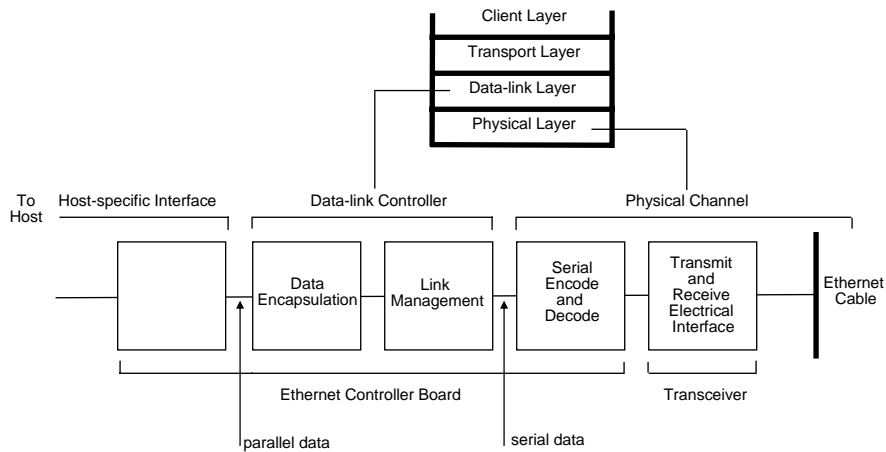 Client Layer
Transport Layer
Data-link Layer
Physical Layer
To
Host
Host-specific Interface
Data-link Controller
Physical Channel
Data
Encapsulation
Link
Management
Serial
Encode
and
Decode
Transmit
and
Receive
Electrical
Interface
Ethernet
Cable
Ethernet Controller Board
Transceiver
parallel data
serial data